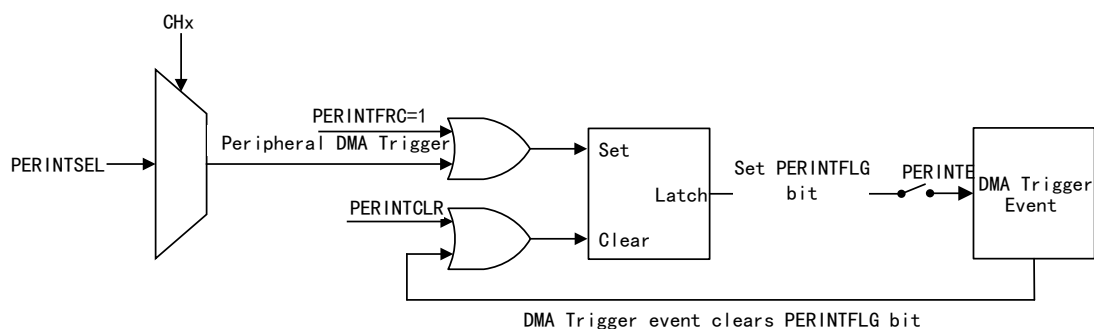 CHx
PERINTFRC=1
Peripheral DMA Trigger
PERINTSEL
Set
Set PERINTFLG
bit
PERINTE
DMA Trigger
Event
Latch
PERINTCLR
Clear
DMA Trigger event clears PERINTFLG bit